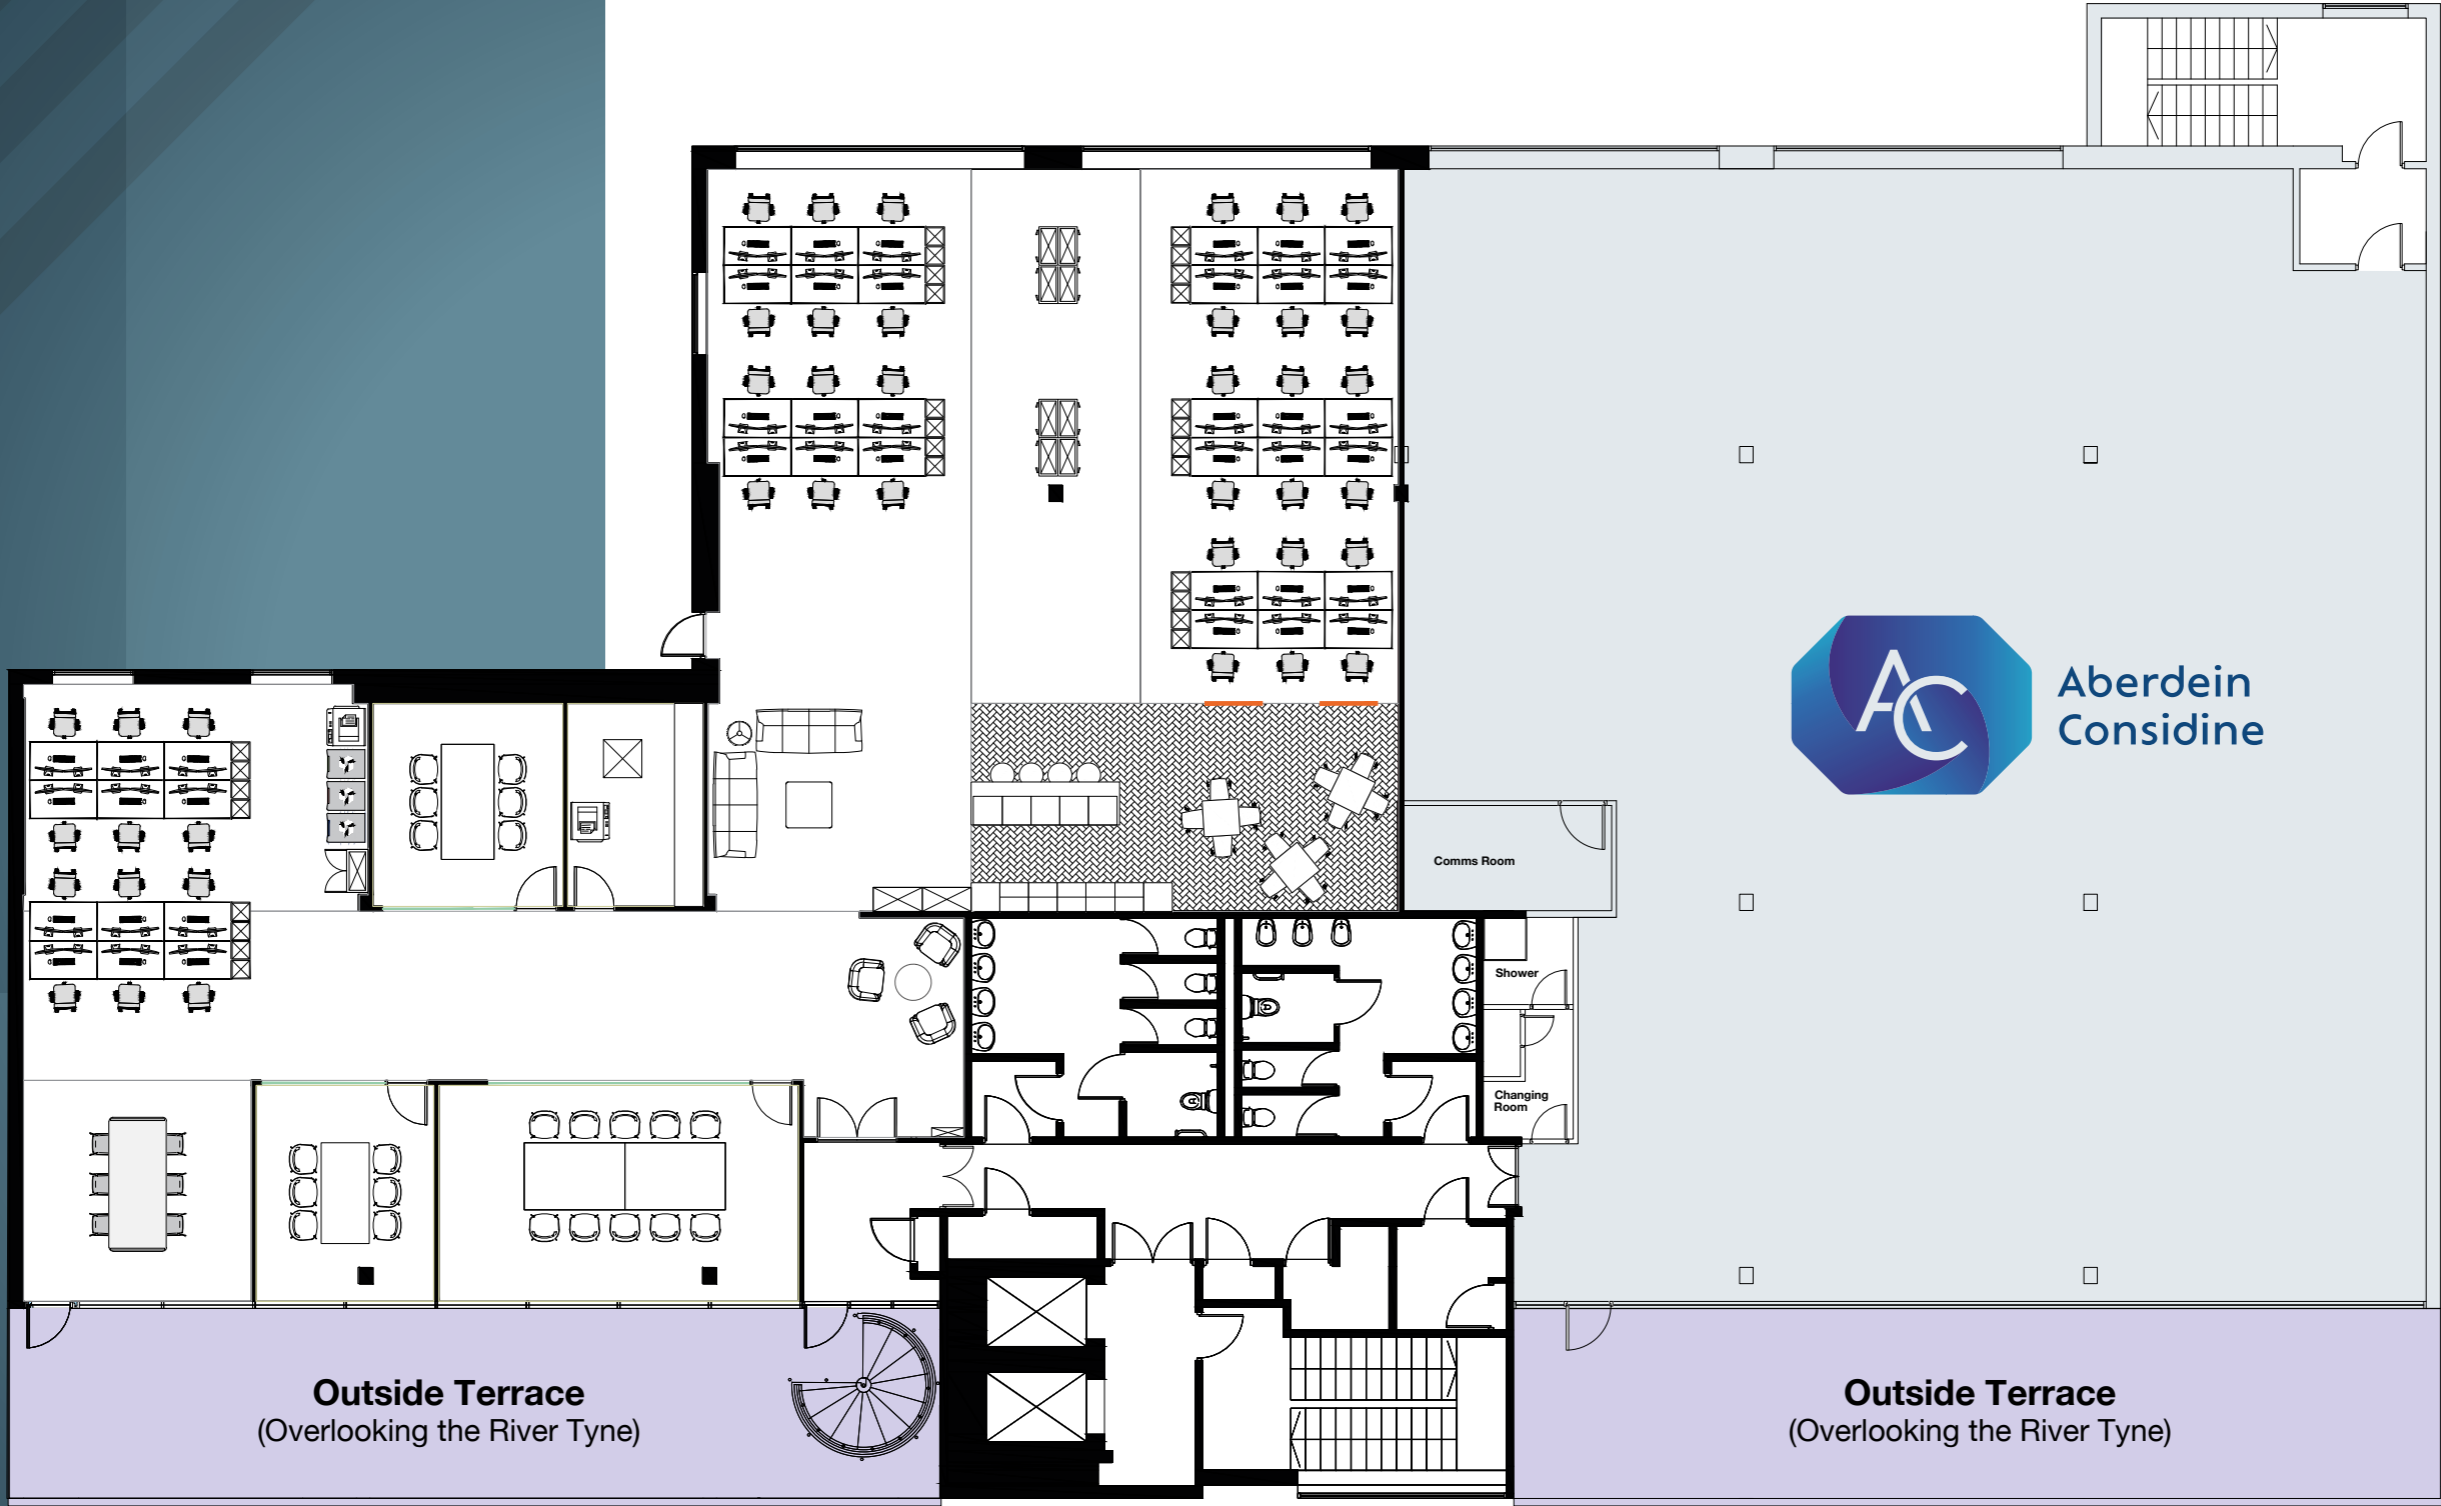 AC
Aberdein
Considine
Comms Room
Shower
Changing
Room
Outside Terrace
(Overlooking the River Tyne)
Outside Terrace
(Overlooking the River Tyne)